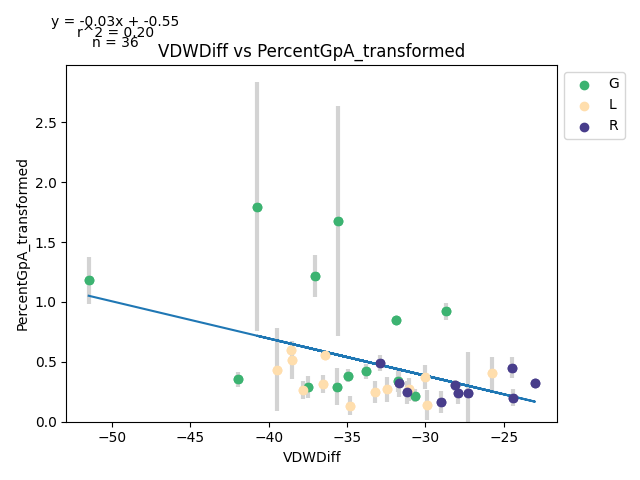 y = -0.03x + -0.55
r^2 = 0.20
n = 36
VDWDiff vs PercentGpA_transformed
G
L
R
PercentGpA_transformed
2.5
2.0
1.5
1.0
0.5
0.0
−50
−45
−40
−35
−30
−25
VDWDiff